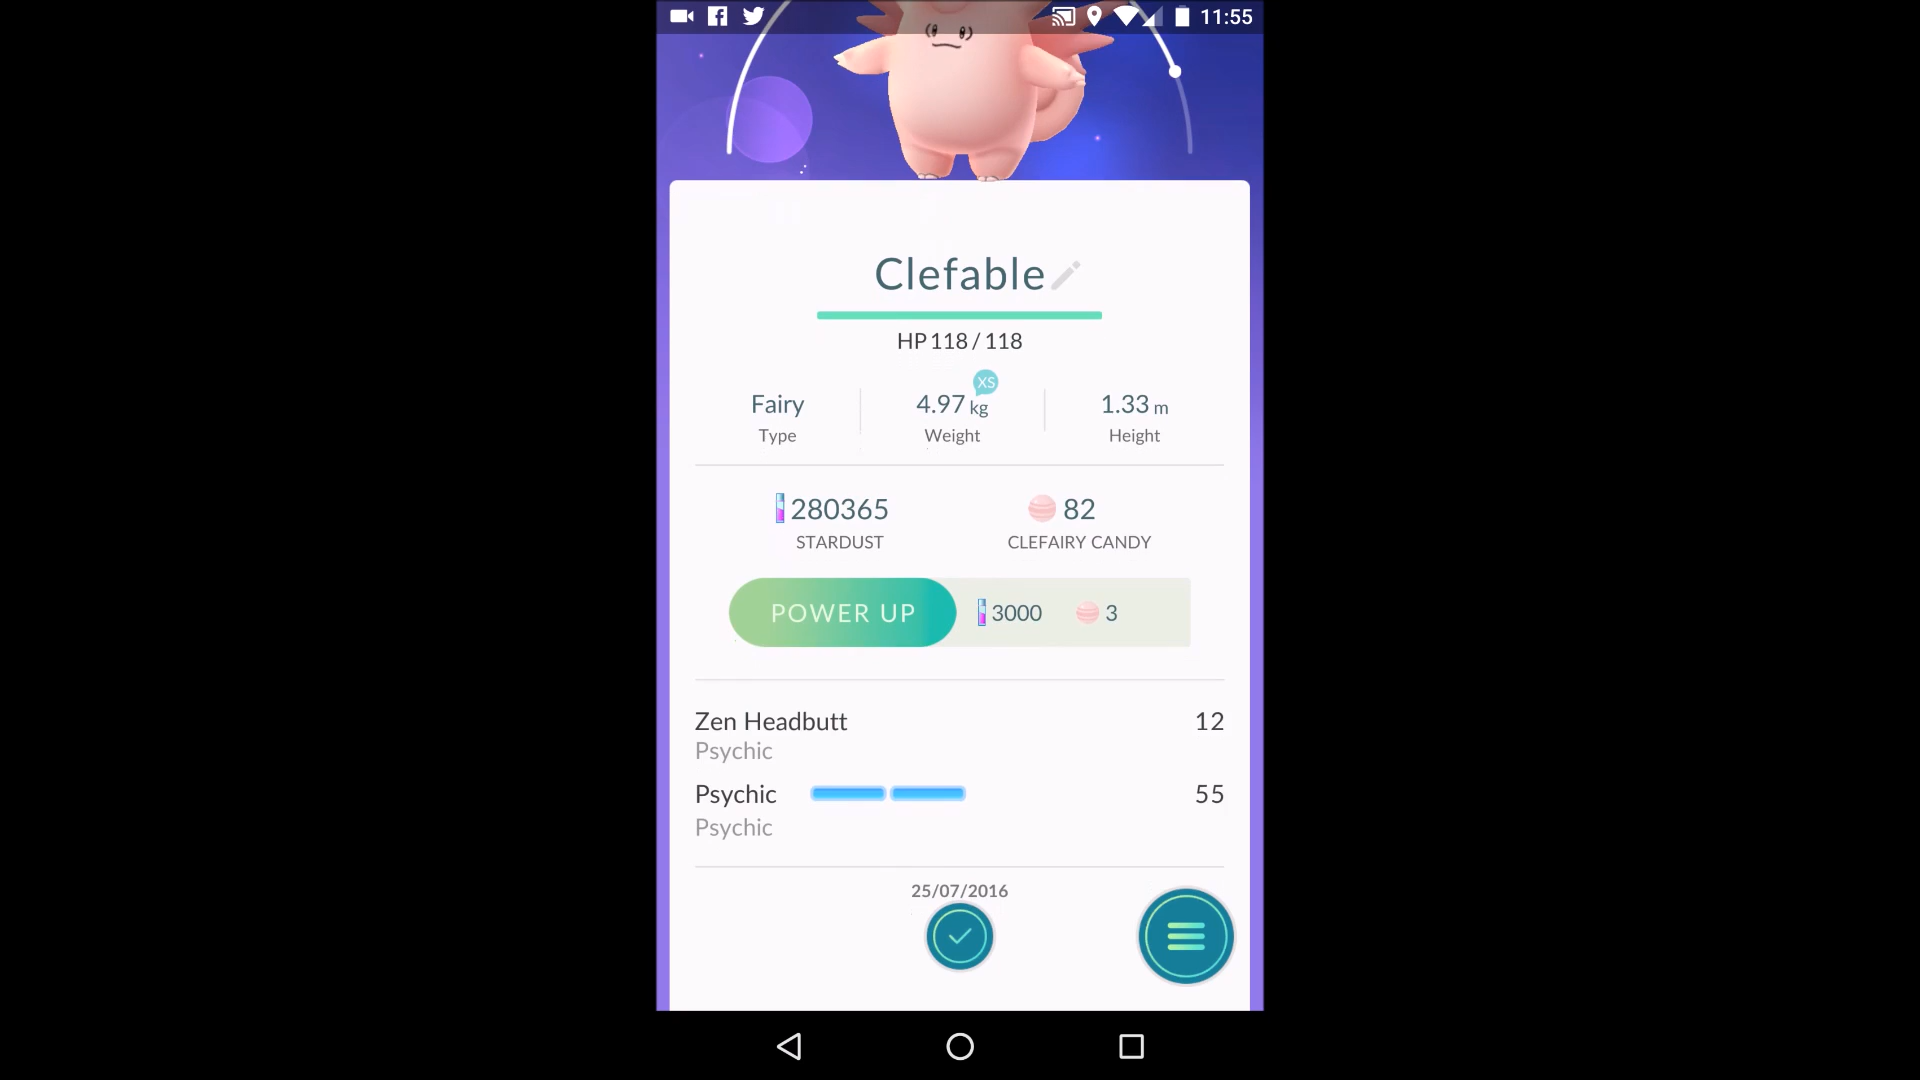 11:55
Clefable
HP 118 / 118
XS
Fairy 4.97 kg 1.33 m
Type Weight Height
280365 82
STARDUST CLEFAIRY CANDY
POWER UP 3000 3
Zen Headbutt 12
Psychic
Psychic 55
Psychic
25/07/2016